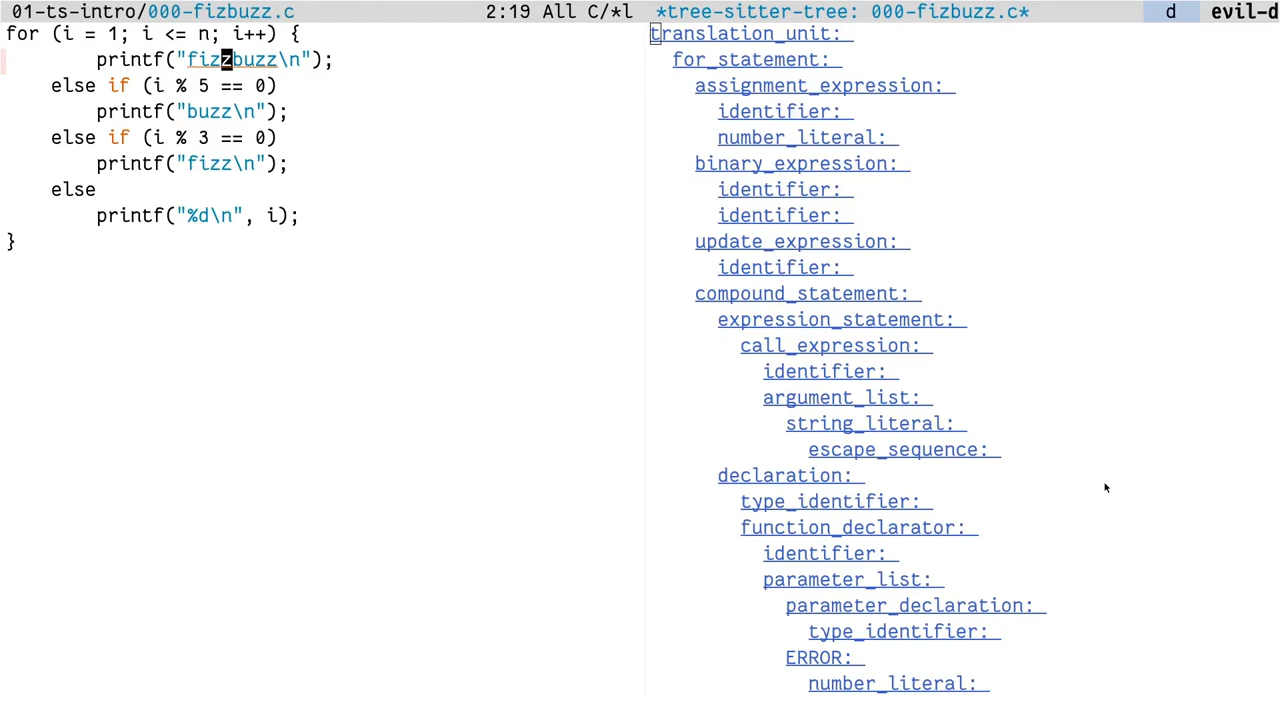 01-ts-intro/000-fizbuzz.c 2:19 All C/*l
for (i = 1; i <= n; i++) {
printf("fizzbuzz\n");
else if (i % 5 == 0)
printf("buzz\n");
else if (i % 3 == 0)
printf("fizz\n");
else
printf("%d\n", i);
}
*tree-sitter-tree: 000-fizbuzz.c* d evil-d
translation_unit:
for_statement:
assignment_expression:
identifier:
number_literal:
binary_expression:
identifier:
identifier:
update_expression:
identifier:
compound_statement:
expression_statement:
call_expression:
identifier:
argument_list:
string_literal:
escape_sequence:
declaration:
type_identifier:
function_declarator:
identifier:
parameter_list:
parameter_declaration:
type_identifier:
ERROR:
number_literal: